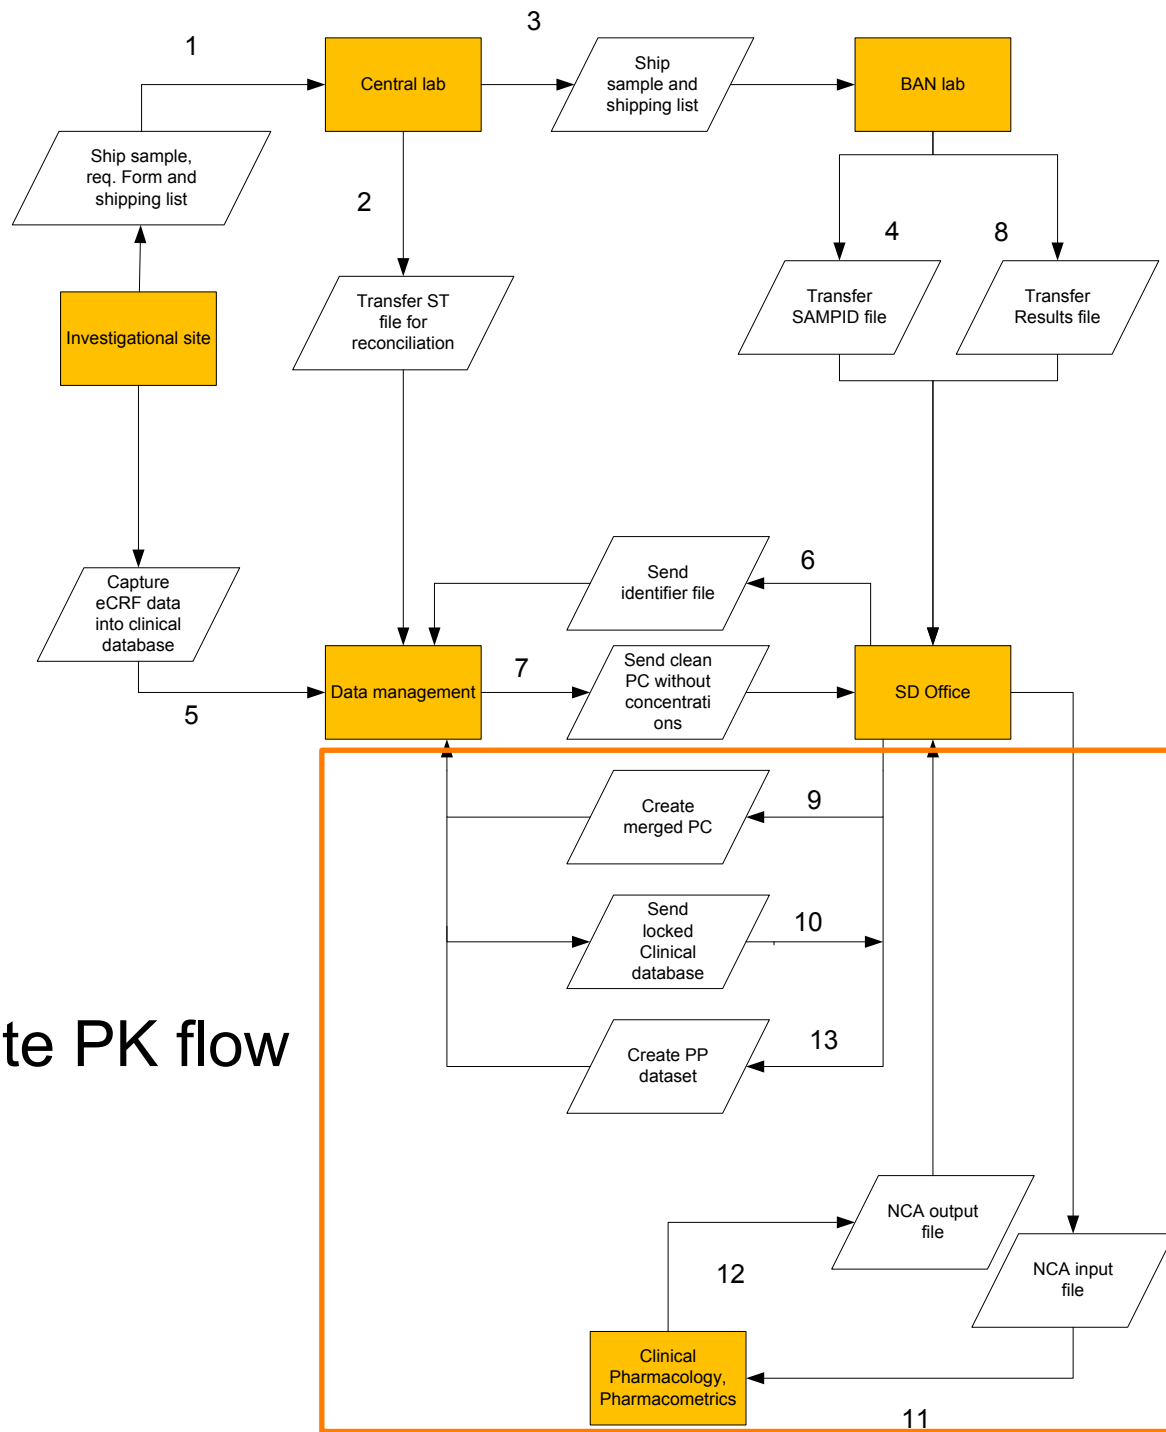 1
3
Central lab
Ship
sample and
shipping list
BAN lab
Ship sample,
req. Form and
shipping list
2
4
8
Transfer ST
file for
reconciliation
Transfer
SAMPID file
Transfer
Results file
Investigational site
Capture
eCRF data
into clinical
database
6
Send
identifier file
5
Data management
7
Send clean
PC without
concentrati
ons
SD Office
Create
merged PC
9
Send
locked
Clinical
database
10
te PK flow
Create PP
dataset
13
NCA output
file
NCA input
file
12
Clinical
Pharmacology,
Pharmacometrics
11